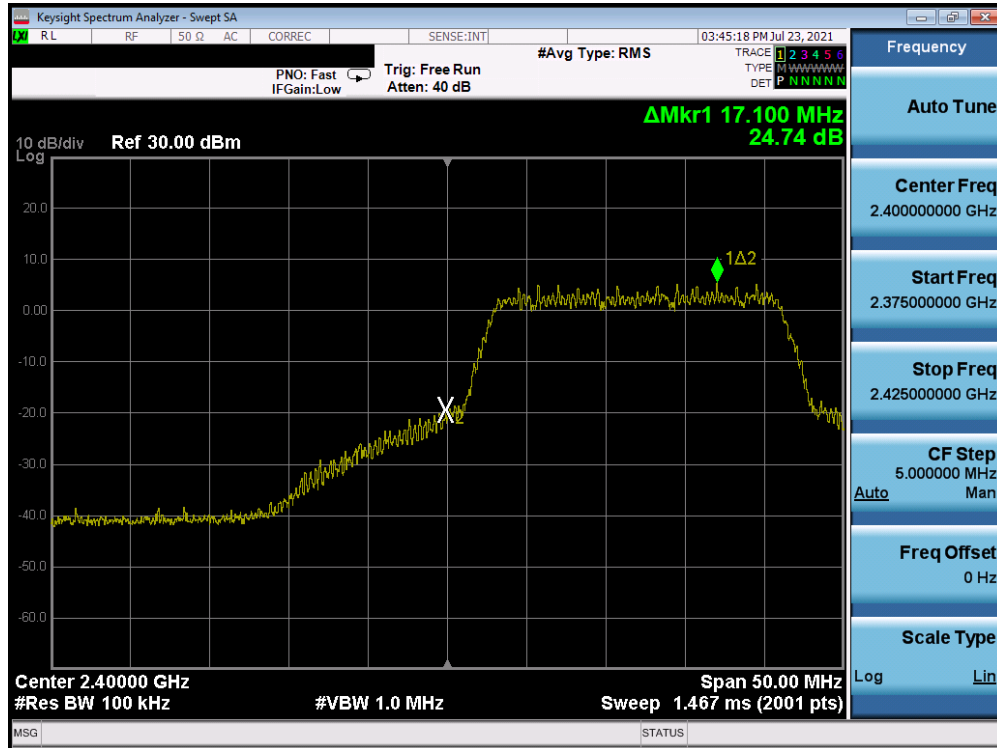 Keysight Spectrum Analyzer - Swept SA
LXI RL RF 50 Ω AC CORREC SENSE:INT 03:45:18 PM Jul 23, 2021
#Avg Type: RMS TRACE 1 2 3 4 5 6
PNO: Fast Trig: Free Run TYPE M W W W W W
IFGain:Low Atten: 40 dB DET P N N N N N
ΔMkr1 17.100 MHz
24.74 dB
10 dB/div Ref 30.00 dBm
Log
20.0
10.0
1Δ2
0.00
-10.0
-20.0
X2
-30.0
-40.0
-50.0
-60.0
Center 2.40000 GHz Span 50.00 MHz
#Res BW 100 kHz #VBW 1.0 MHz Sweep 1.467 ms (2001 pts)
MSG STATUS
Frequency
Auto Tune
Center Freq
2.400000000 GHz
Start Freq
2.375000000 GHz
Stop Freq
2.425000000 GHz
CF Step
5.000000 MHz
Auto Man
Freq Offset
0 Hz
Scale Type
Log Lin